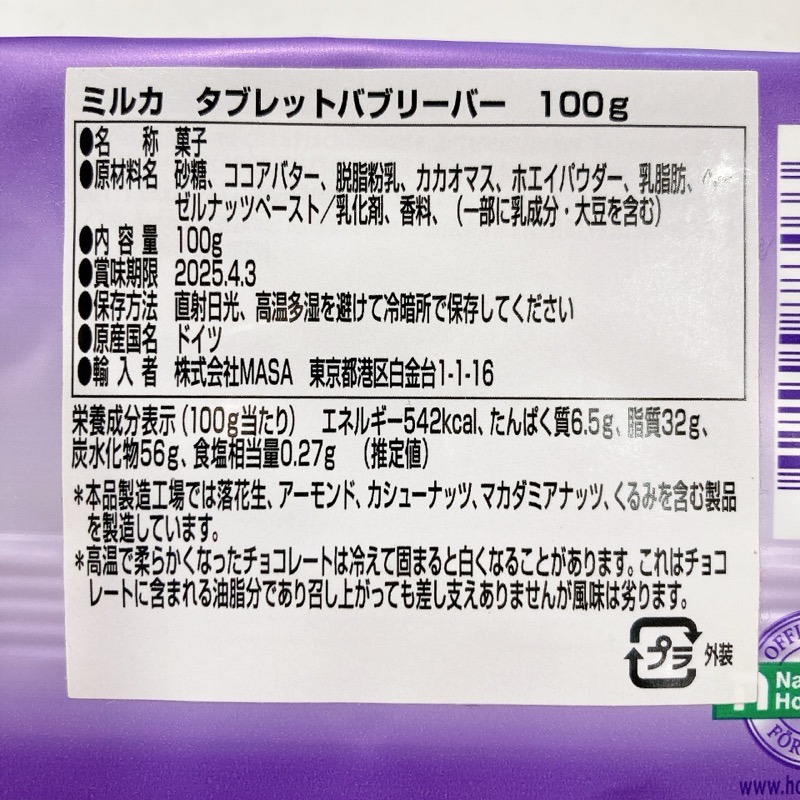 ミルカ　タブレットバブリーバー　100g
●名　称　菓子
●原材料名　砂糖、ココアバター、脱脂粉乳、カカオマス、ホエイパウダー、乳脂肪、
ゼルナッツペースト／乳化剤、香料、（一部に乳成分・大豆を含む）
●内容量　100g
●賞味期限　2025.4.3
●保存方法　直射日光、高温多湿を避けて冷暗所で保存してください
●原産国名　ドイツ
●輸入者　株式会社MASA　東京都港区白金台1-1-16
栄養成分表示（100g当たり）　エネルギー542kcal、たんぱく質6.5g、脂質32g、
炭水化物56g、食塩相当量0.27g　（推定値）
＊本品製造工場では落花生、アーモンド、カシューナッツ、マカダミアナッツ、くるみを含む製品
を製造しています。
＊高温で柔らかくなったチョコレートは冷えて固まると白くなることがあります。これはチョコ
レートに含まれる油脂分であり召し上がっても差し支えありませんが風味は劣ります。
プラ　外装
OFFI
Na
Ho
FÖR
www.ho